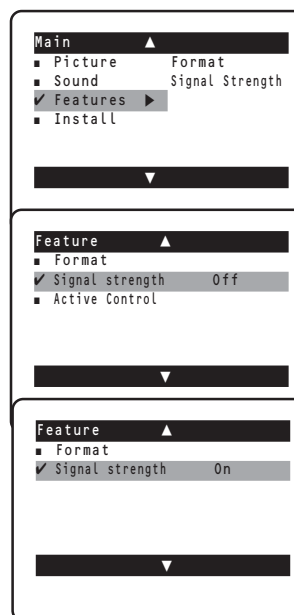 Main ▲
■ Picture Format
■ Sound Signal Strength
✔ Features ▶
■ Install
▼
Feature ▲
■ Format
✔ Signal strength Off
■ Active Control
▼
Feature ▲
■ Format
✔ Signal strength On
▼